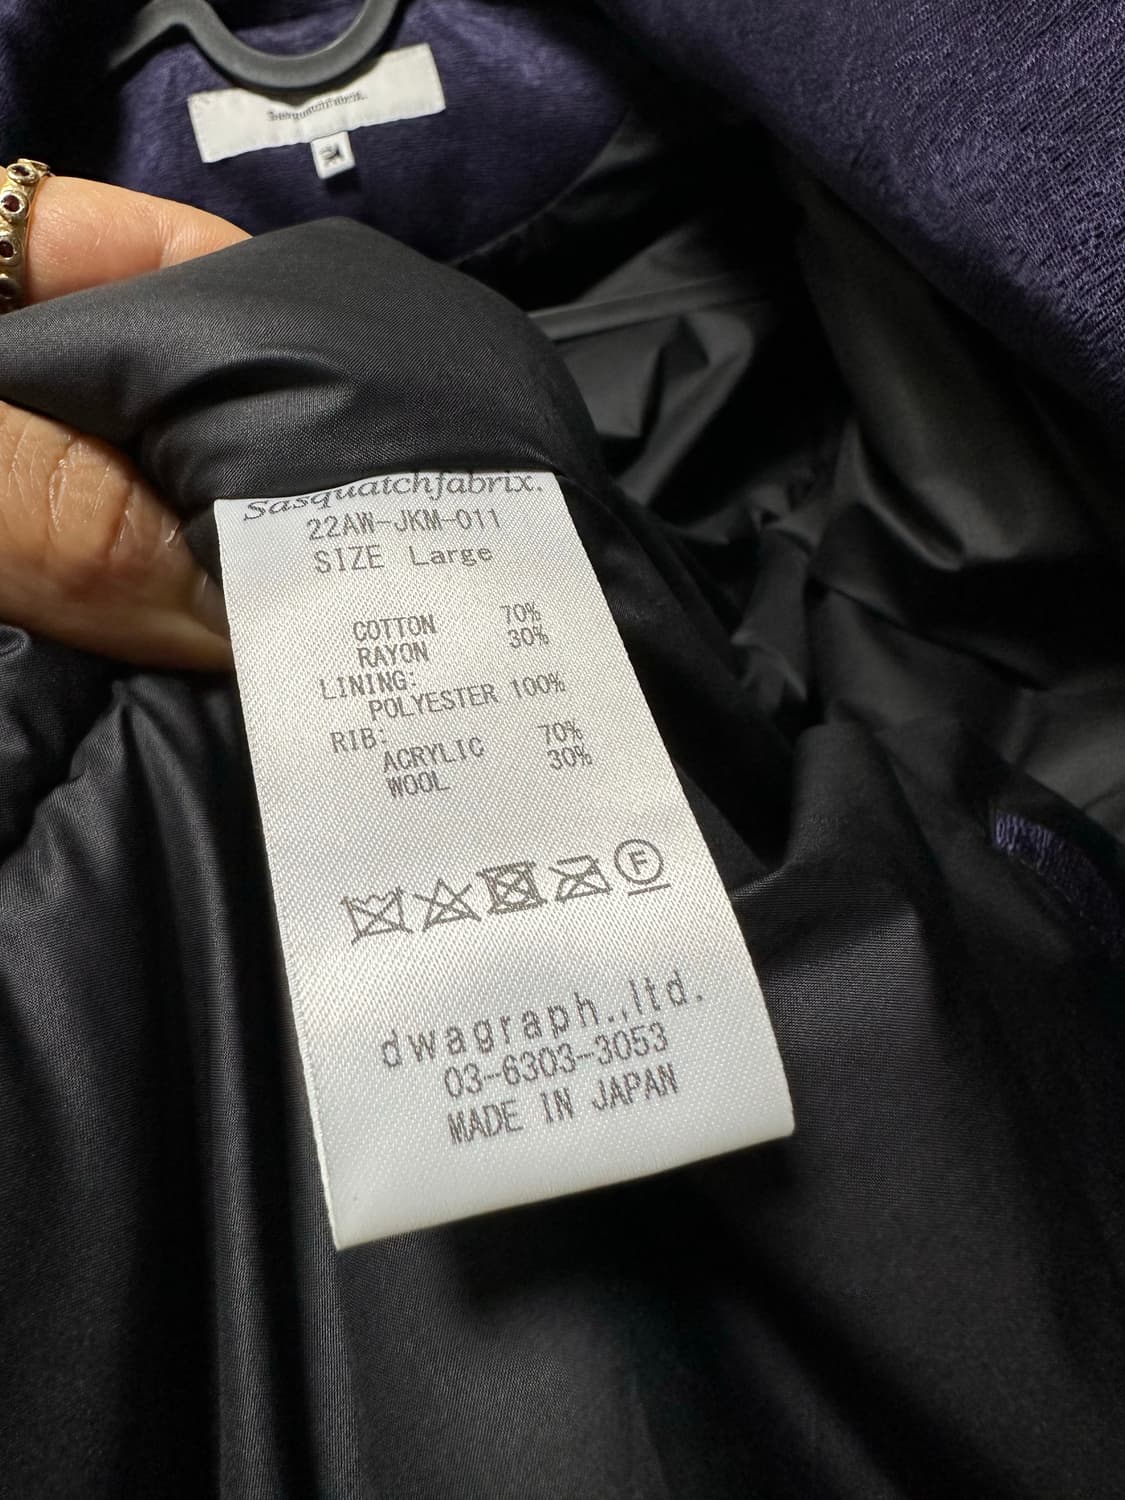 Sasquatchfabrix.
Sasquatchfabrix.
22AW-JKM-011
SIZE Large
COTTON 70%
RAYON 30%
LINING:
POLYESTER 100%
RIB:
ACRYLIC 70%
WOOL 30%
F
dwagraph.,ltd.
03-6303-3053
MADE IN JAPAN